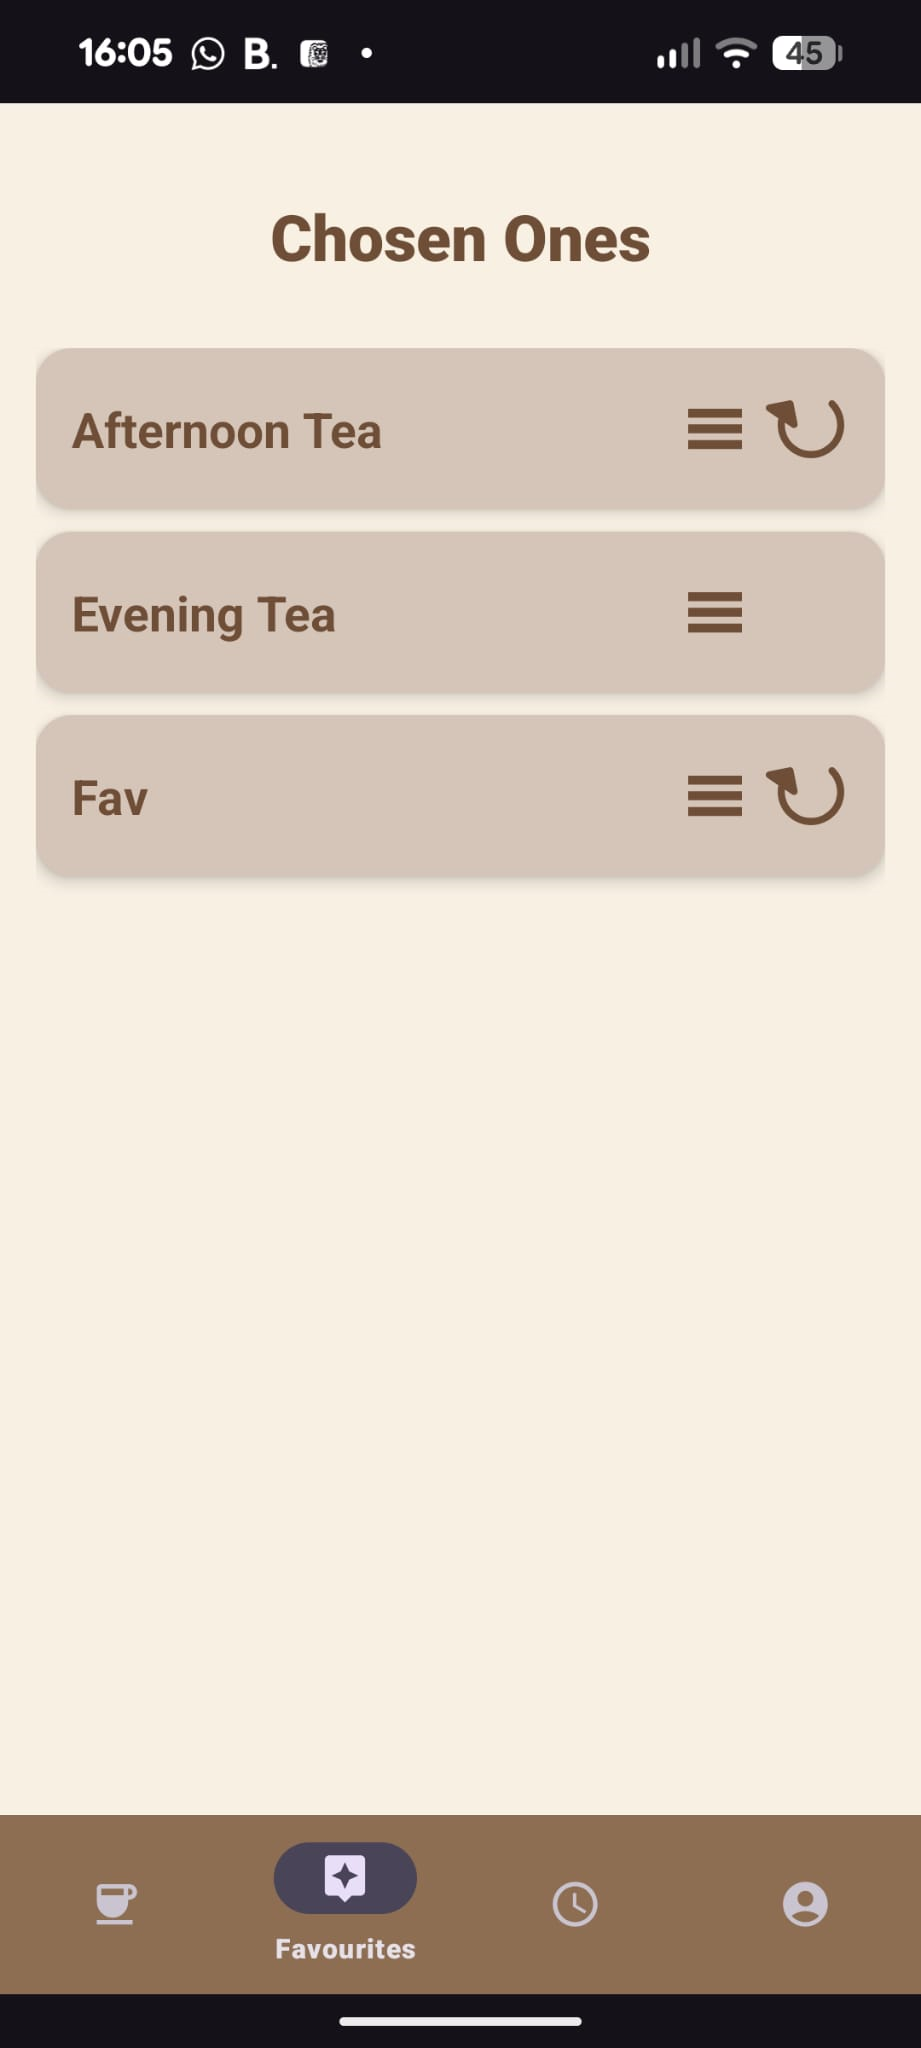 16:05 B. 45
Chosen Ones
Afternoon Tea
Evening Tea
Fav
Favourites